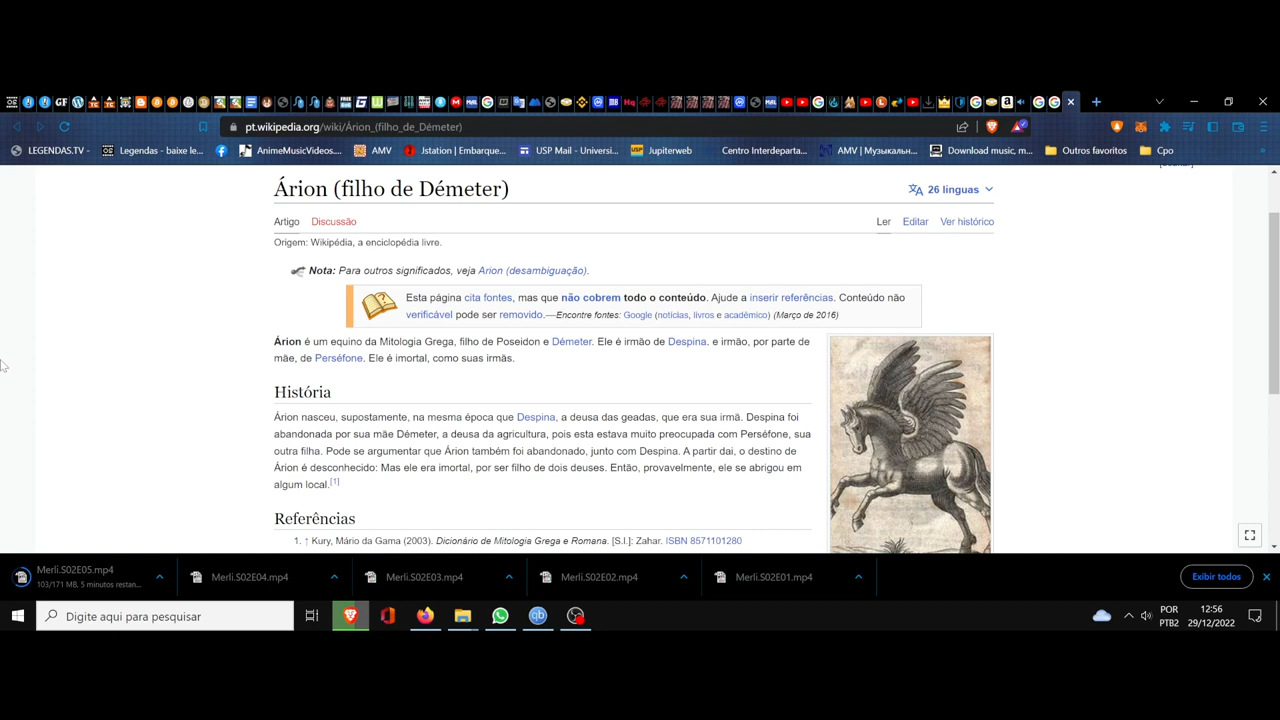 pt.wikipedia.org/wiki/Árion_(filho_de_Démeter)
LEGENDAS.TV - Legendas - baixe le... AnimeMusicVideos.... AMV Jstation | Embarque... USP Mail - Universi... Jupiterweb Centro Interdeparta... AMV | Музыкальн... Download music, m... Outros favoritos Cpo
Árion (filho de Démeter)
26 línguas
Artigo Discussão Ler Editar Ver histórico
Origem: Wikipédia, a enciclopédia livre.
Nota: Para outros significados, veja Arion (desambiguação).
Esta página cita fontes, mas que não cobrem todo o conteúdo. Ajude a inserir referências. Conteúdo não
verificável pode ser removido.—Encontre fontes: Google (notícias, livros e acadêmico) (Março de 2016)
Árion é um equino da Mitologia Grega, filho de Poseidon e Démeter. Ele é irmão de Despina. e irmão, por parte de
mãe, de Perséfone. Ele é imortal, como suas irmãs.
História
Árion nasceu, supostamente, na mesma época que Despina, a deusa das geadas, que era sua irmã. Despina foi
abandonada por sua mãe Démeter, a deusa da agricultura, pois esta estava muito preocupada com Perséfone, sua
outra filha. Pode se argumentar que Árion também foi abandonado, junto com Despina. A partir dai, o destino de
Árion é desconhecido: Mas ele era imortal, por ser filho de dois deuses. Então, provavelmente, ele se abrigou em
algum local.[1]
Referências
1. ↑ Kury, Mário da Gama (2003). Dicionário de Mitologia Grega e Romana. [S.l.]: Zahar. ISBN 8571101280
Merli.S02E05.mp4
103/171 MB, 5 minutos restan...
Merli.S02E04.mp4 Merli.S02E03.mp4 Merli.S02E02.mp4 Merli.S02E01.mp4 Exibir todos
Digite aqui para pesquisar
POR
PTB2
12:56
29/12/2022